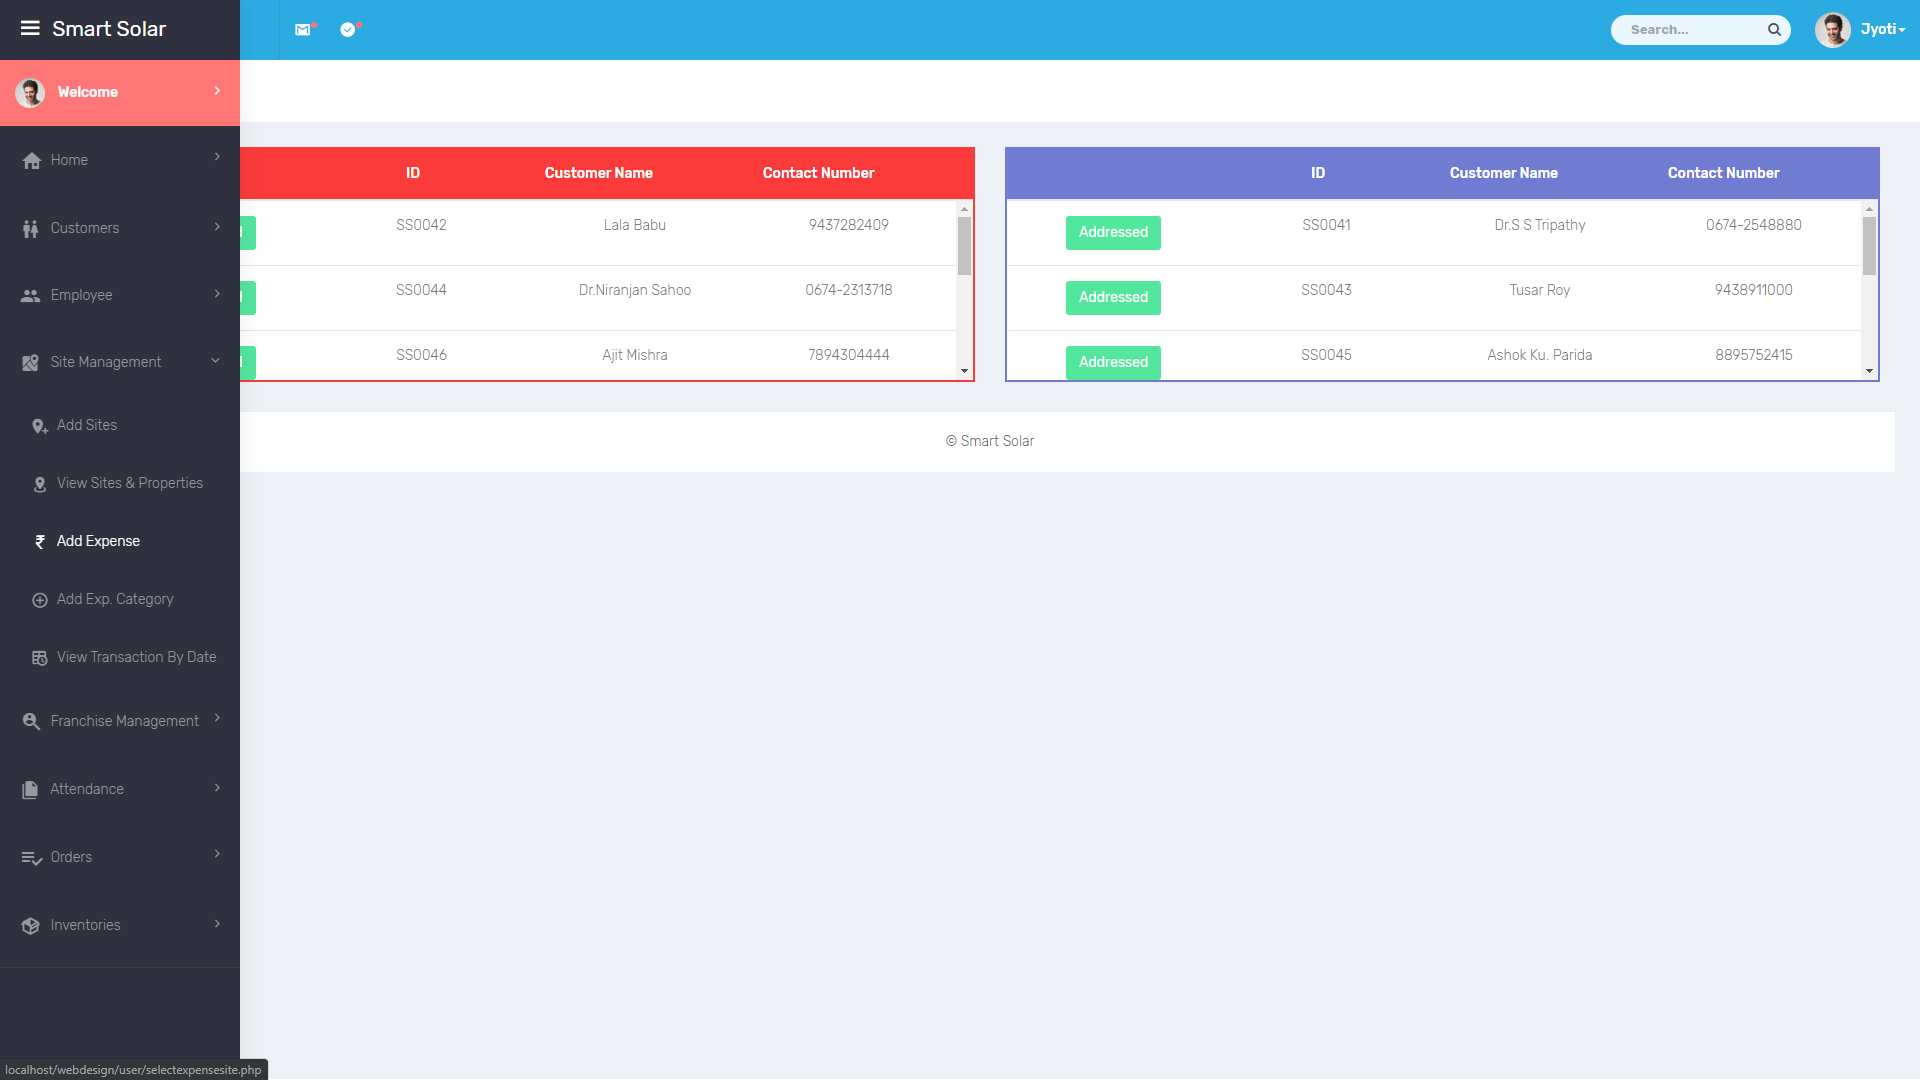 Smart Solar
Search...
Jyoti
Welcome
Home
Customers
Employee
Site Management
Add Sites
View Sites & Properties
Add Expense
Add Exp. Category
View Transaction By Date
Franchise Management
Attendance
Orders
Inventories
ID Customer Name Contact Number
SS0042 Lala Babu 9437282409
SS0044 Dr.Niranjan Sahoo 0674-2313718
SS0046 Ajit Mishra 7894304444
ID Customer Name Contact Number
Addressed SS0041 Dr.S S Tripathy 0674-2548880
Addressed SS0043 Tusar Roy 9438911000
Addressed SS0045 Ashok Ku. Parida 8895752415
© Smart Solar
localhost/webdesign/user/selectexpensesite.php